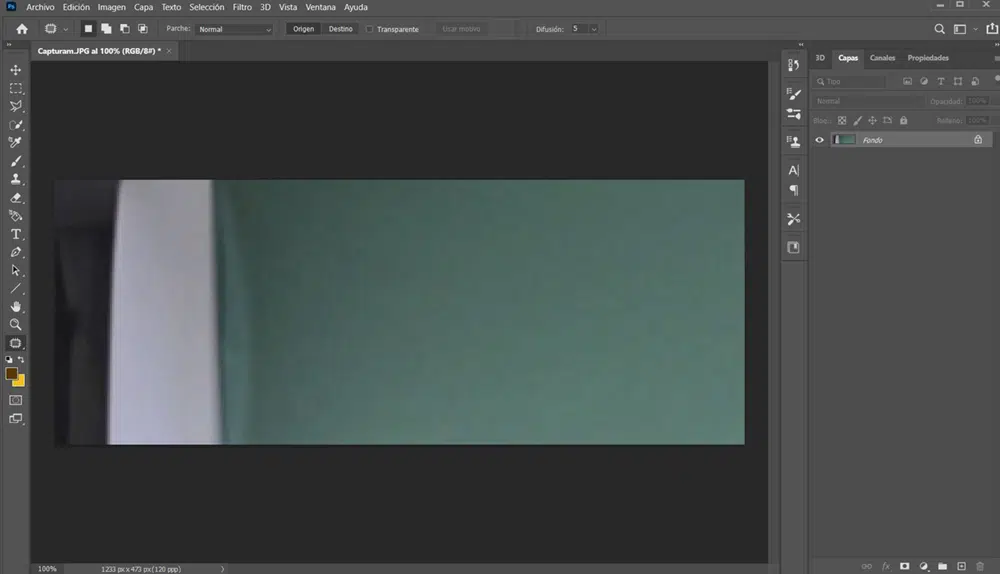 Ps Archivo Edición Imagen Capa Texto Selección Filtro 3D Vista Ventana Ayuda
Parche: Normal Origen Destino Transparente Usar motivo Difusión: 5
Capturam.JPG al 100% (RGB/8#) * ×
3D Capas Canales Propiedades
Tipo
Normal Opacidad: 100%
Bloq.: Relleno: 100%
Fondo
100% 1233 px x 473 px (120 ppp)